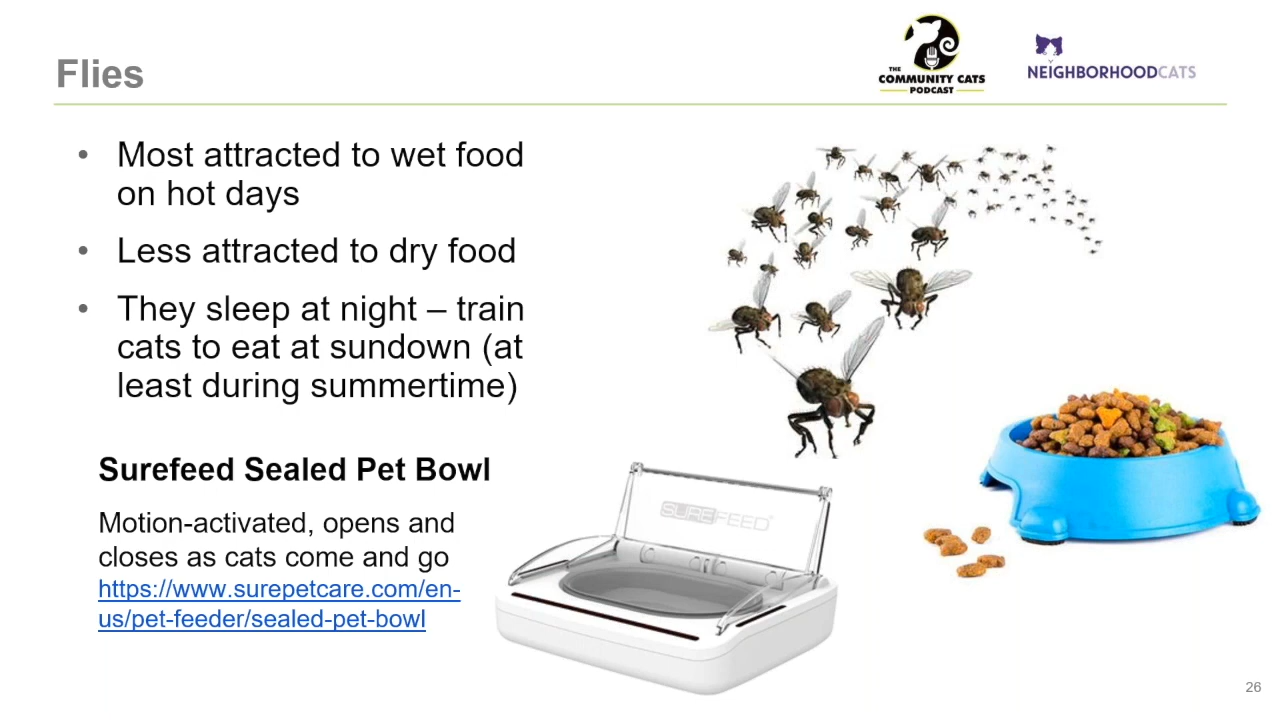 Flies
THE
COMMUNITY CATS
PODCAST
NEIGHBORHOODCATS
• Most attracted to wet food
on hot days
• Less attracted to dry food
• They sleep at night – train
cats to eat at sundown (at
least during summertime)
Surefeed Sealed Pet Bowl
Motion-activated, opens and
closes as cats come and go
https://www.surepetcare.com/en-
us/pet-feeder/sealed-pet-bowl
SUREFEED™
26